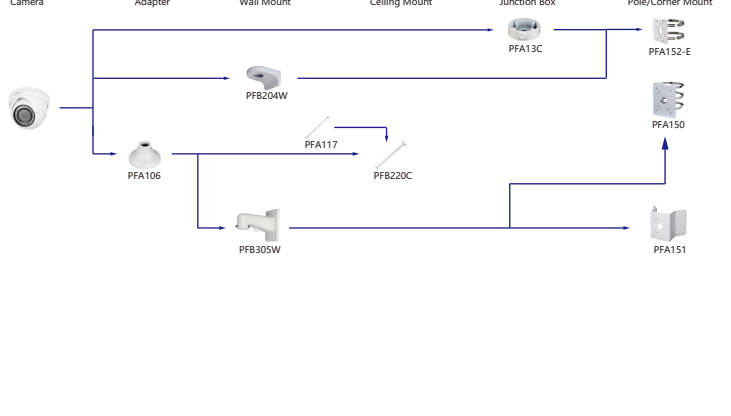 Camera Adapter Wall Mount Ceiling Mount Junction Box Pole/Corner Mount
PFA13C
PFA152-E
PFB204W
PFA150
PFA117
PFA106
PFB220C
PFB305W
PFA151